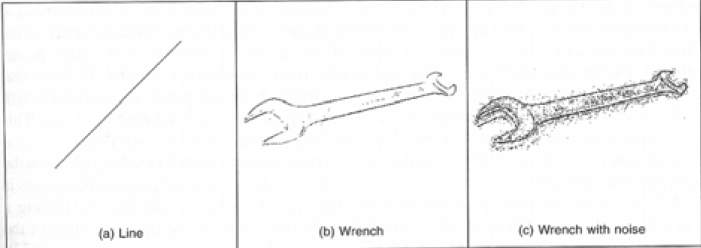 (a) Line
(b) Wrench
(c) Wrench with noise